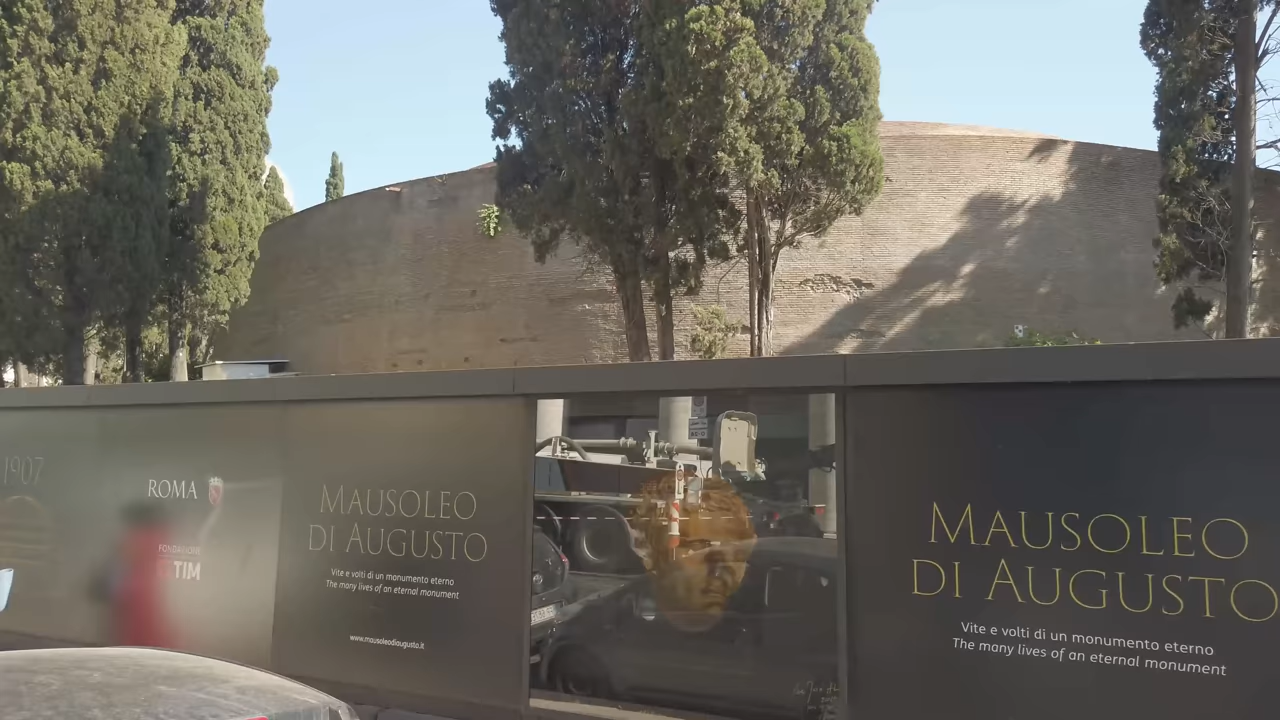 1907
ROMA
FONDAZIONE
TIM
MAUSOLEO
DI AUGUSTO
Vite e volti di un monumento eterno
The many lives of an eternal monument
www.mausoleodiaugusto.it
MAUSOLEO
DI AUGUSTO
Vite e volti di un monumento eterno
The many lives of an eternal monument